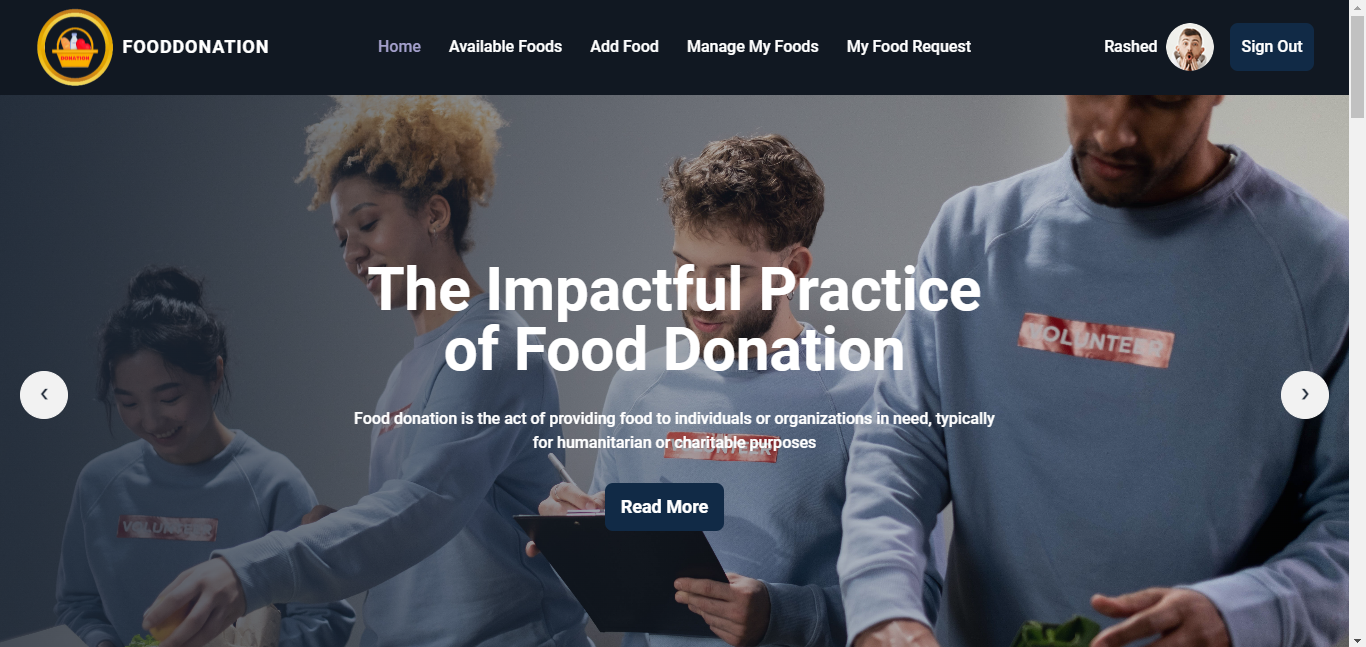 DONATION
FOODDONATION
Home
Available Foods
Add Food
Manage My Foods
My Food Request
Rashed
Sign Out
The Impactful Practice
of Food Donation
VOLUNTEER
‹
›
Food donation is the act of providing food to individuals or organizations in need, typically
for humanitarian or charitable purposes
VOLUNTEER
Read More
VOLUNTEER